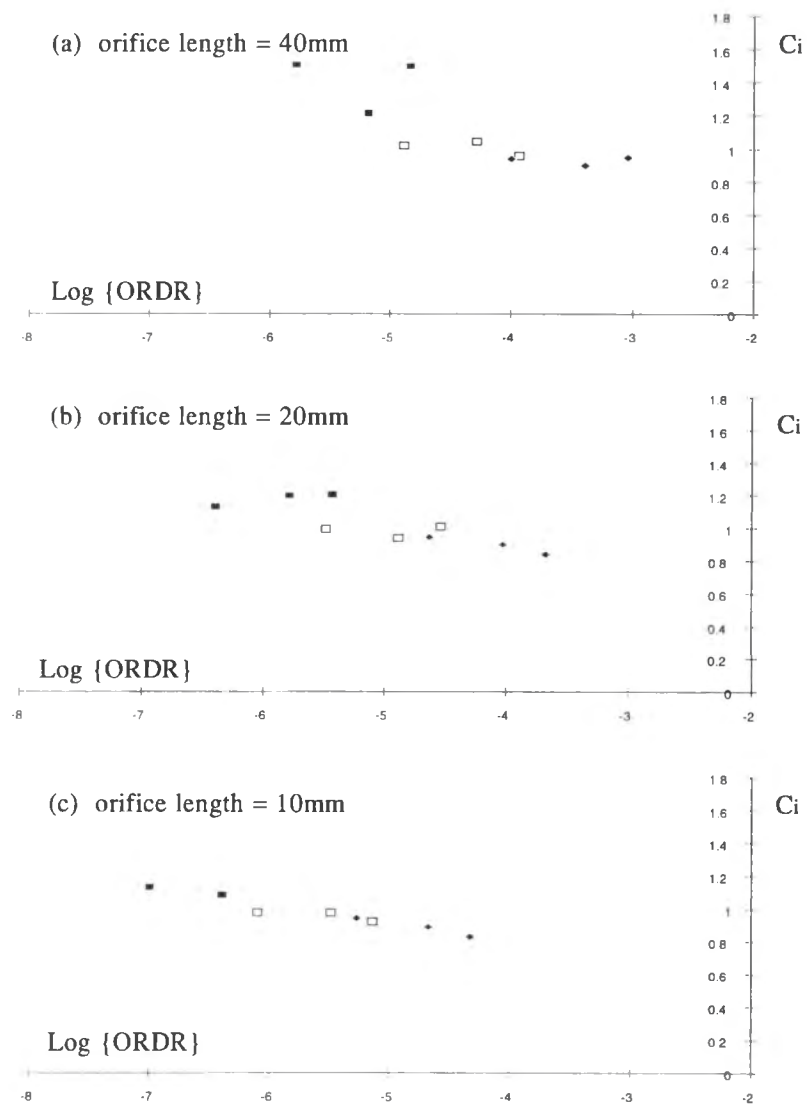 (a) orifice length = 40mm
Ci
1.8
1.6
1.4
1.2
1
0.8
0.6
0.4
0.2
0
Log {ORDR}
-8 -7 -6 -5 -4 -3 -2
(b) orifice length = 20mm
Ci
1.8
1.6
1.4
1.2
1
0.8
0.6
0.4
0.2
0
Log {ORDR}
-8 -7 -6 -5 -4 -3 -2
(c) orifice length = 10mm
Ci
1.8
1.6
1.4
1.2
1
0.8
0.6
0.4
0.2
0
Log {ORDR}
-8 -7 -6 -5 -4 -3 -2